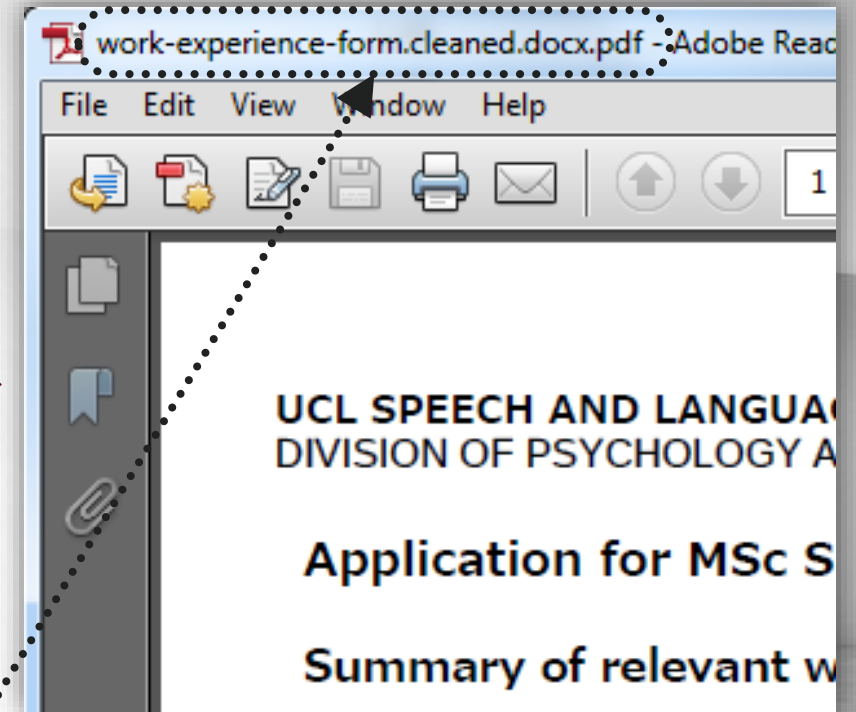 work-experience-form.cleaned.docx.pdf - Adobe Read
File Edit View Window Help
1
UCL SPEECH AND LANGUAG
DIVISION OF PSYCHOLOGY A
Application for MSc S
Summary of relevant w